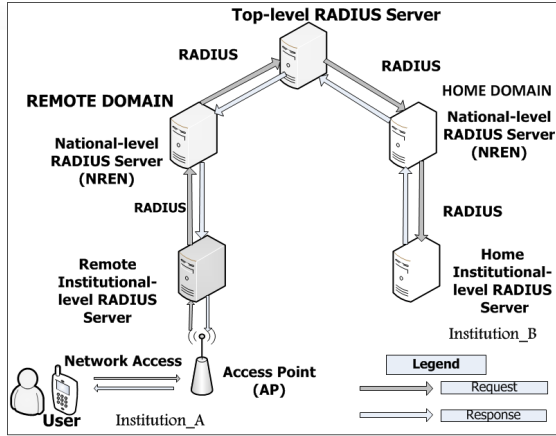 Top-level RADIUS Server
RADIUS
RADIUS
REMOTE DOMAIN
HOME DOMAIN
National-level
RADIUS Server
(NREN)
National-level
RADIUS Server
(NREN)
RADIUS
RADIUS
Remote
Institutional-
level RADIUS
Server
Home
Institutional-
level RADIUS
Server
Institution_B
Network Access
Access Point
(AP)
User
Institution_A
Legend
Request
Response